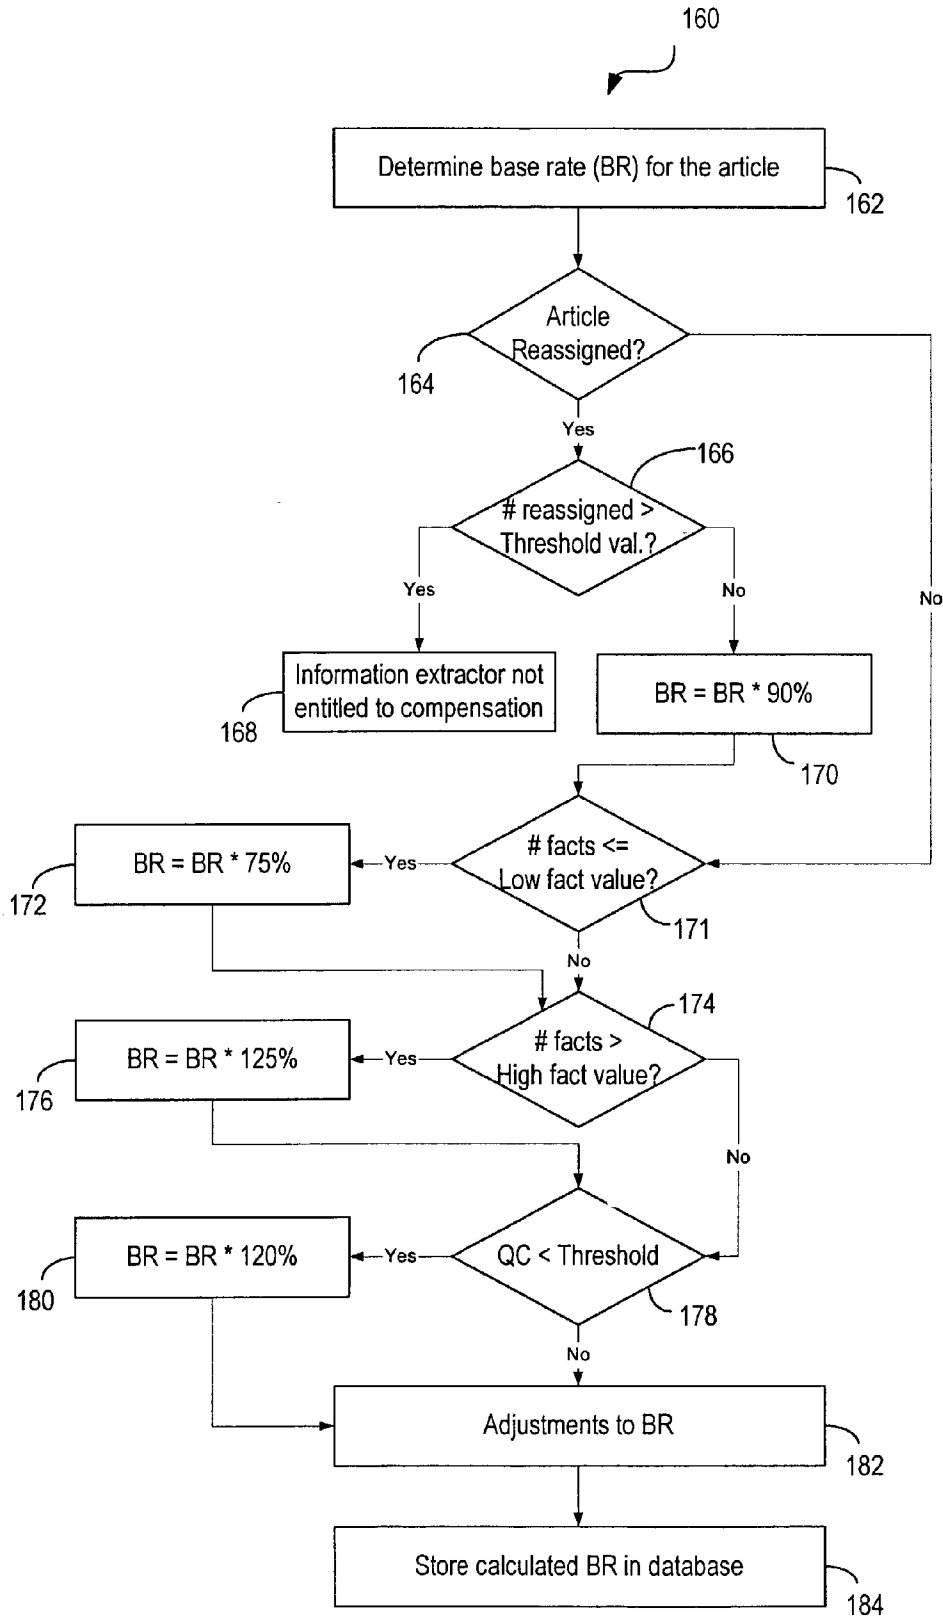 160
Determine base rate (BR) for the article
162
Article
Reassigned?
164
Yes
166
# reassigned >
Threshold val.?
Yes
No
No
Information extractor not
entitled to compensation
168
BR = BR * 90%
170
# facts <=
Low fact value?
171
Yes
BR = BR * 75%
172
No
174
# facts >
High fact value?
Yes
BR = BR * 125%
176
No
QC < Threshold
178
Yes
BR = BR * 120%
180
No
Adjustments to BR
182
Store calculated BR in database
184